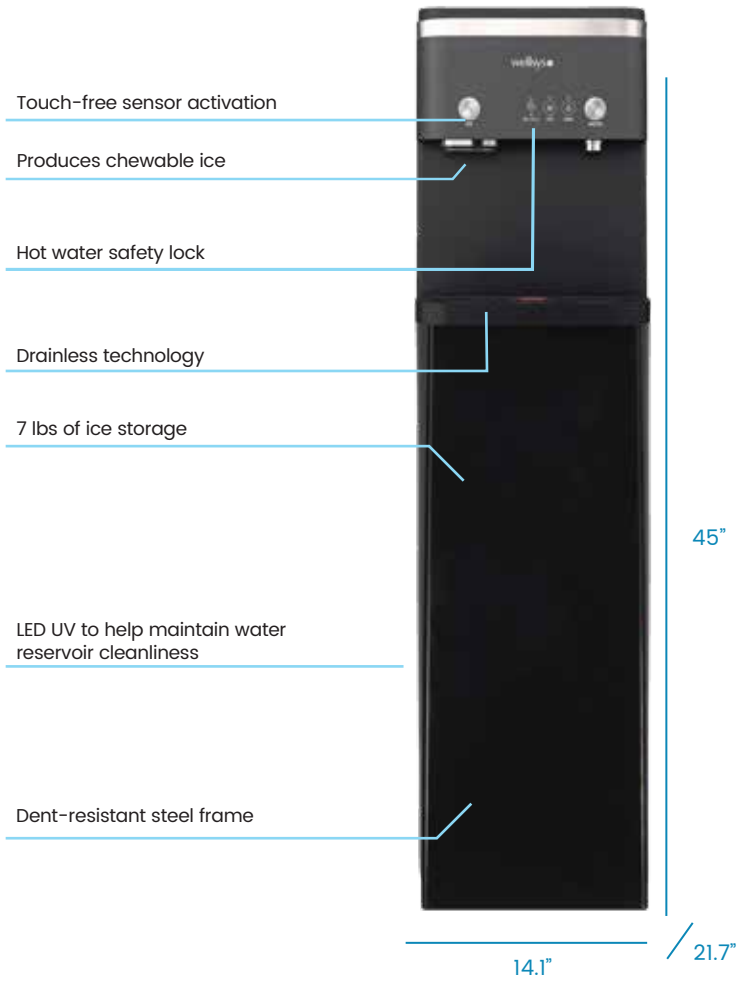 wellsys
Touch-free sensor activation
Produces chewable ice
Hot water safety lock
Drainless technology
7 lbs of ice storage
45”
LED UV to help maintain water
reservoir cleanliness
Dent-resistant steel frame
14.1”
21.7”